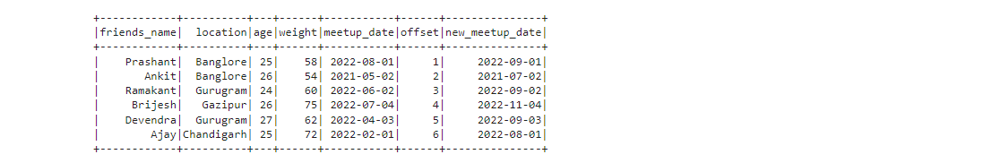 +------------+----------+---+------+-----------+------+---------------+
|friends_name|  location|age|weight|meetup_date|offset|new_meetup_date|
+------------+----------+---+------+-----------+------+---------------+
|    Prashant|  Banglore| 25|    58| 2022-08-01|     1|     2022-09-01|
|       Ankit|  Banglore| 26|    54| 2021-05-02|     2|     2021-07-02|
|    Ramakant|  Gurugram| 24|    60| 2022-06-02|     3|     2022-09-02|
|     Brijesh|   Gazipur| 26|    75| 2022-07-04|     4|     2022-11-04|
|    Devendra|  Gurugram| 27|    62| 2022-04-03|     5|     2022-09-03|
|        Ajay|Chandigarh| 25|    72| 2022-02-01|     6|     2022-08-01|
+------------+----------+---+------+-----------+------+---------------+